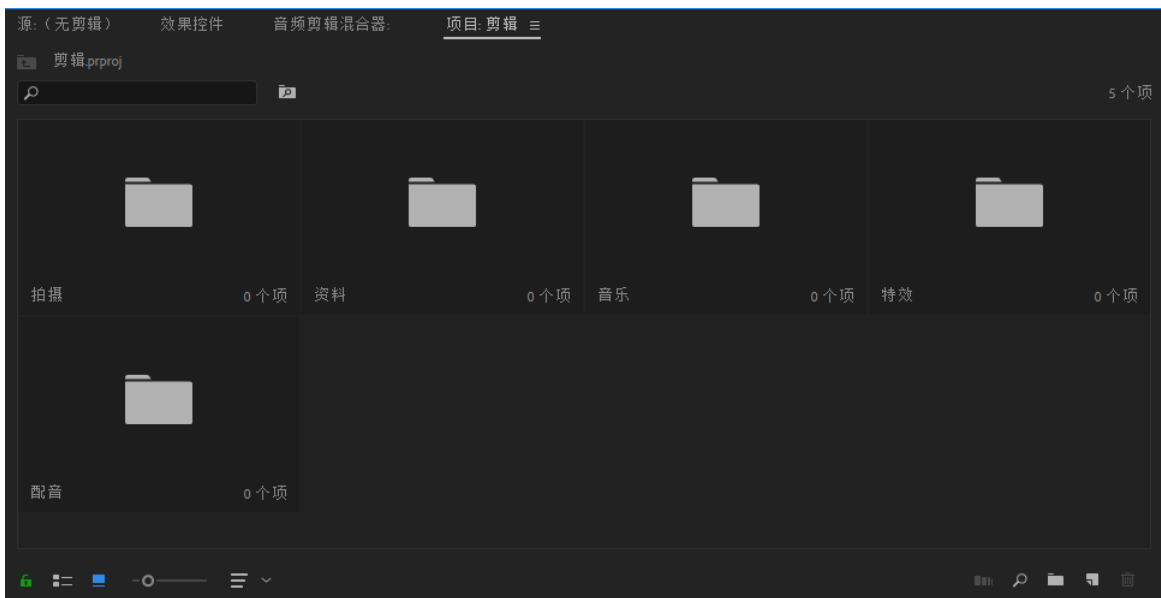 源:（无剪辑） 效果控件 音频剪辑混合器: 项目: 剪辑
剪辑.prproj
5 个项
拍摄 0 个项 资料 0 个项 音乐 0 个项 特效 0 个项
配音 0 个项